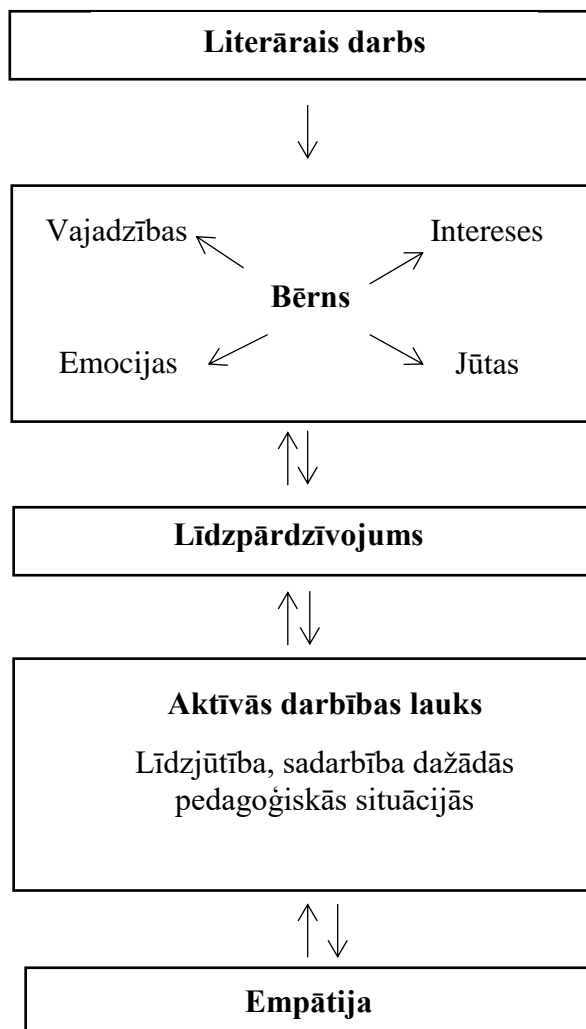 Literārais darbs
Vajadzības Intereses
Bērns
Emocijas Jūtas
Līdzpārdzīvojums
Aktīvās darbības lauks
Līdzjūtība, sadarbība dažādās
pedagoģiskās situācijās
Empātija